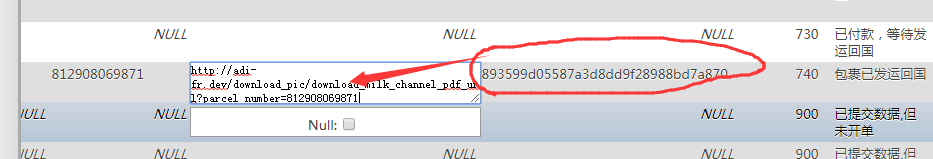 NULL NULL NULL 730 已付款，等待发
运回国
812908069871 http://adi-
fr.dev/download_pic/download_milk_channel_pdf_ur
l?parcel_number=812908069871
893599d05587a3d8dd9f28988bd7a870 740 包裹已发运回国
NULL NULL Null: NULL 900 已提交数据,但
未开单
NULL NULL NULL NULL 900 已提交数据,但